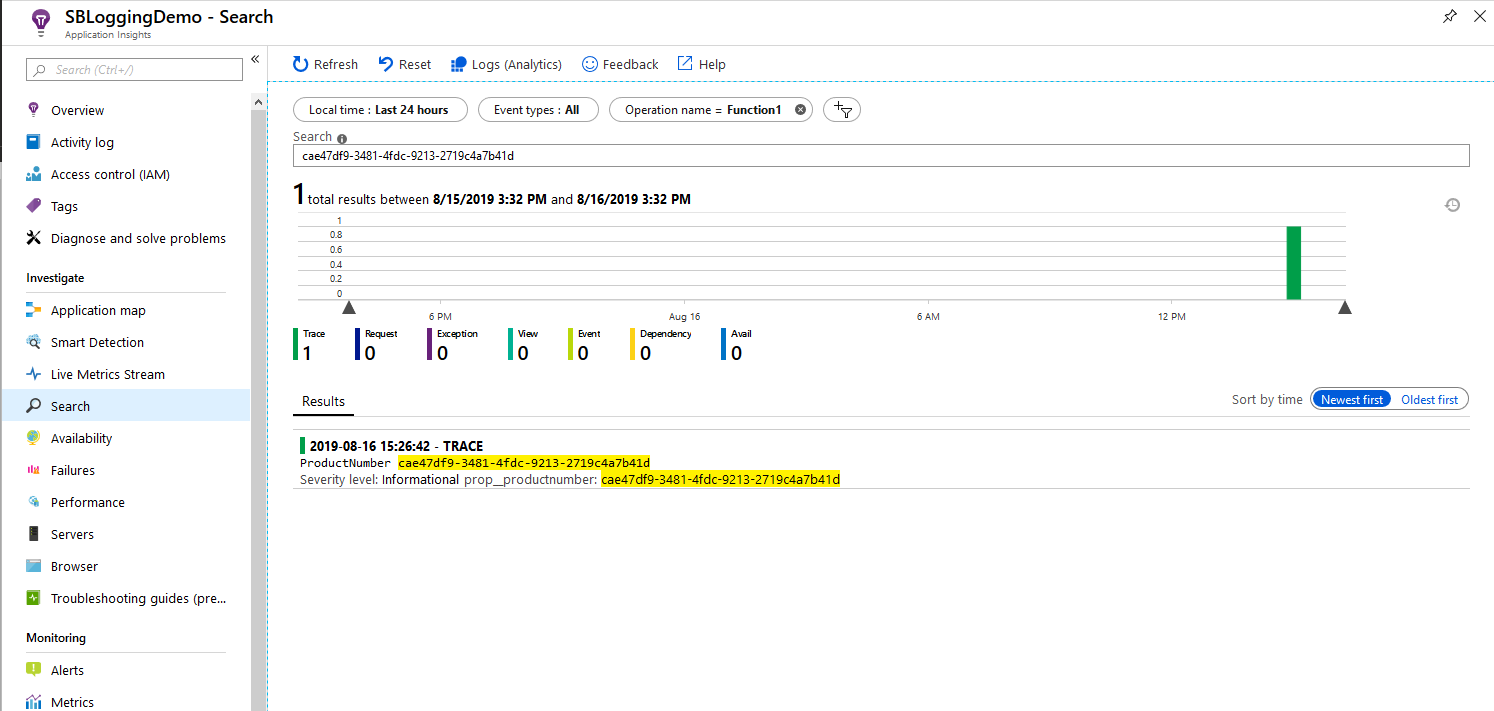 SBLoggingDemo - Search
Application Insights
Search (Ctrl+/)
«
Overview
Activity log
Access control (IAM)
Tags
Diagnose and solve problems
Investigate
Application map
Smart Detection
Live Metrics Stream
Search
Availability
Failures
Performance
Servers
Browser
Troubleshooting guides (pre...
Monitoring
Alerts
Metrics
Refresh Reset Logs (Analytics) Feedback Help
Local time : Last 24 hours Event types : All Operation name = Function1
Search
cae47df9-3481-4fdc-9213-2719c4a7b41d
1 total results between 8/15/2019 3:32 PM and 8/16/2019 3:32 PM
1
0.8
0.6
0.4
0.2
0
6 PM Aug 16 6 AM 12 PM
Trace Request Exception View Event Dependency Avail
1 0 0 0 0 0 0
Results Sort by time Newest first Oldest first
2019-08-16 15:26:42 - TRACE
ProductNumber cae47df9-3481-4fdc-9213-2719c4a7b41d
Severity level: Informational prop__productnumber: cae47df9-3481-4fdc-9213-2719c4a7b41d